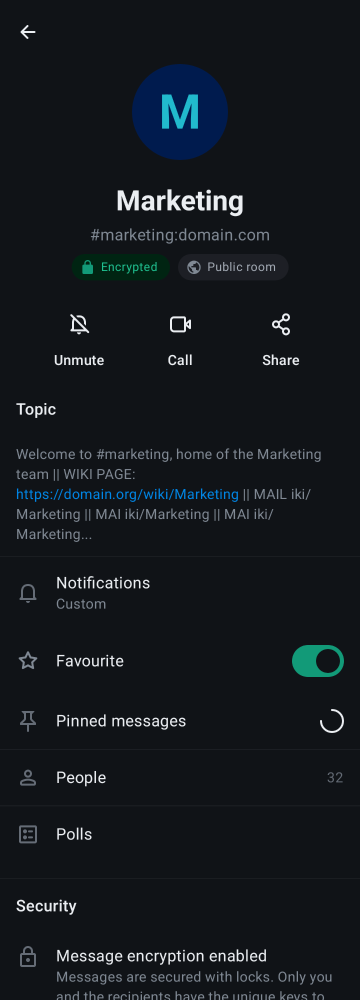 M
Marketing
#marketing:domain.com
Encrypted
Public room
Unmute
Call
Share
Topic
Welcome to #marketing, home of the Marketing
team || WIKI PAGE:
https://domain.org/wiki/Marketing || MAIL iki/
Marketing || MAI iki/Marketing || MAI iki/
Marketing...
Notifications
Custom
Favourite
Pinned messages
People
32
Polls
Security
Message encryption enabled
Messages are secured with locks. Only you
and the recipients have the unique keys to